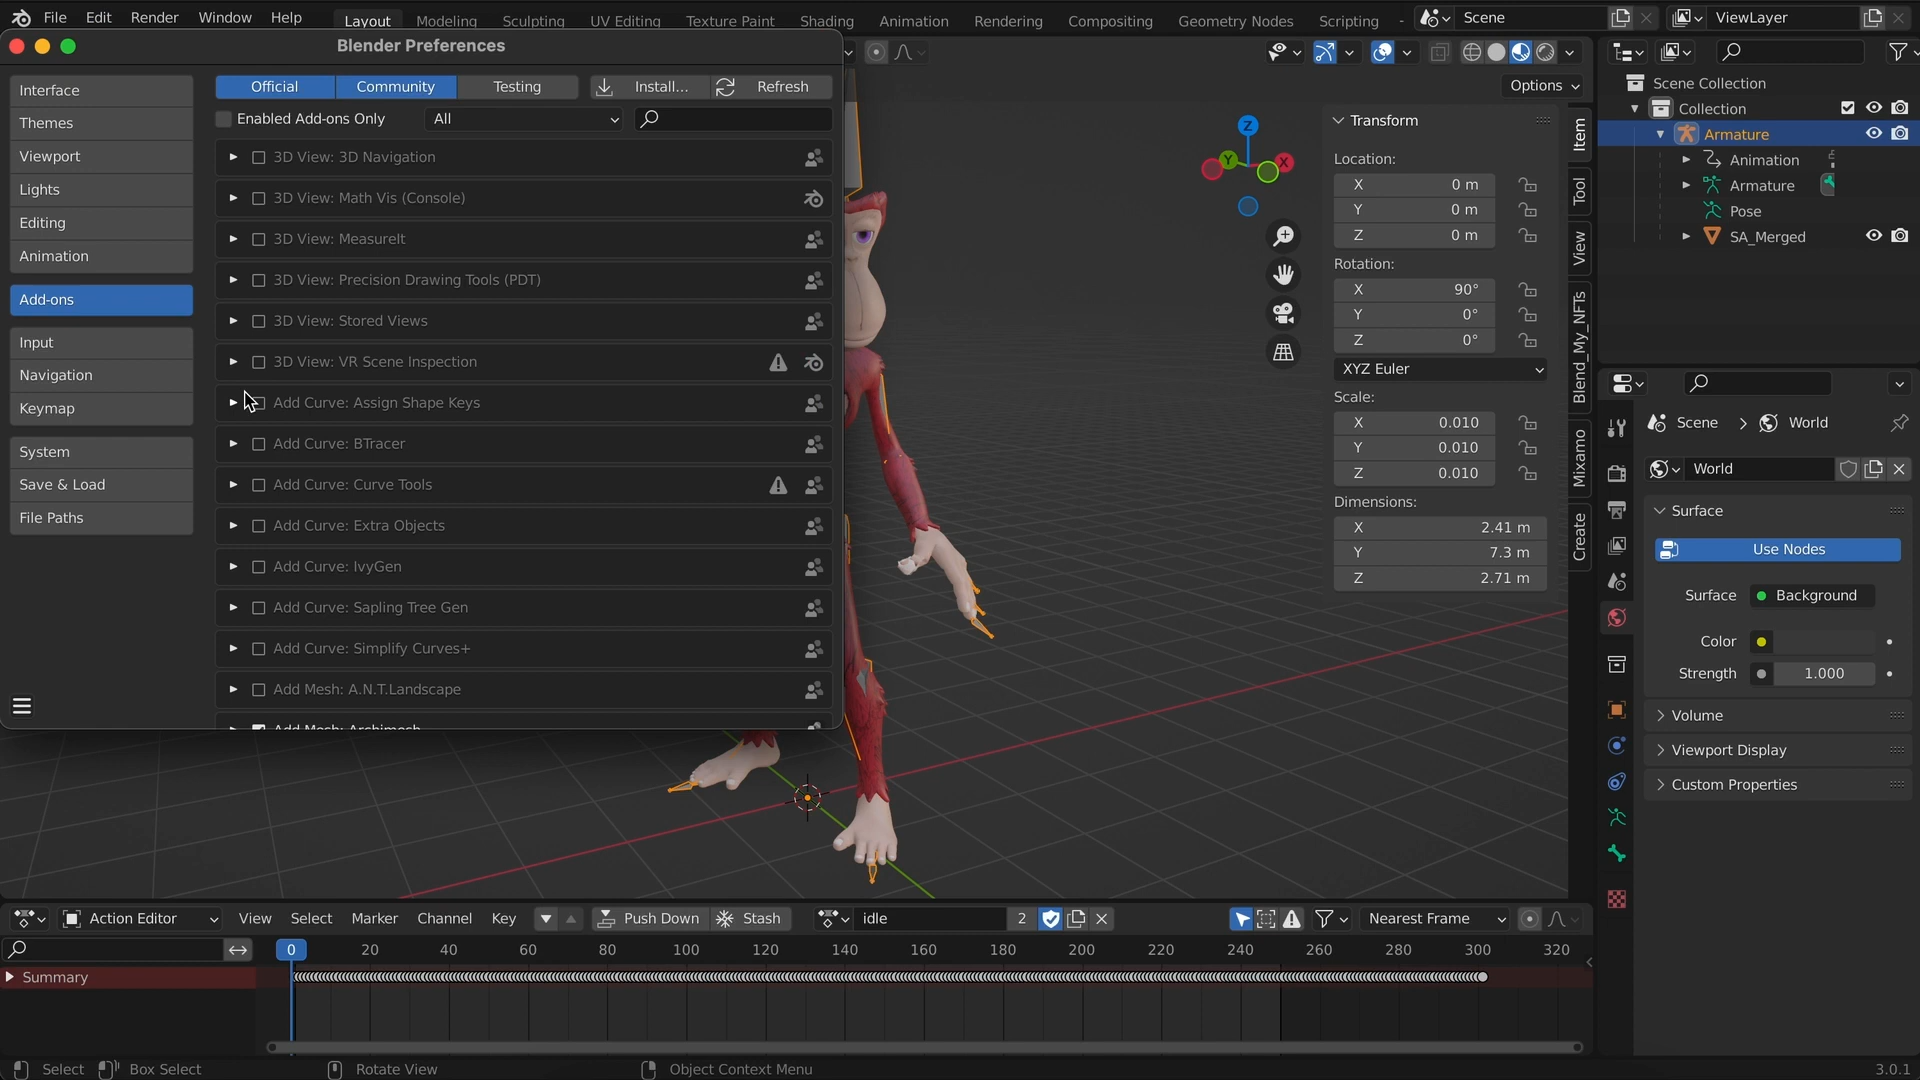 File Edit Render Window Help Layout Modeling Sculpting UV Editing Texture Paint Shading Animation Rendering Compositing Geometry Nodes Scripting Scene ViewLayer
Blender Preferences
Interface
Themes
Viewport
Lights
Editing
Animation
Add-ons
Input
Navigation
Keymap
System
Save & Load
File Paths
Official Community Testing Install... Refresh
Enabled Add-ons Only All
3D View: 3D Navigation
3D View: Math Vis (Console)
3D View: MeasureIt
3D View: Precision Drawing Tools (PDT)
3D View: Stored Views
3D View: VR Scene Inspection
Add Curve: Assign Shape Keys
Add Curve: BTracer
Add Curve: Curve Tools
Add Curve: Extra Objects
Add Curve: IvyGen
Add Curve: Sapling Tree Gen
Add Curve: Simplify Curves+
Add Mesh: A.N.T.Landscape
Add Mesh: Archimesh
Options
Z
Y
X
Transform
Location:
X 0 m
Y 0 m
Z 0 m
Rotation:
X 90°
Y 0°
Z 0°
XYZ Euler
Scale:
X 0.010
Y 0.010
Z 0.010
Dimensions:
X 2.41 m
Y 7.3 m
Z 2.71 m
Item
Tool
View
Blend_My_NFTs
Mixamo
Create
Scene Collection
Collection
Armature
Animation
Armature
Pose
SA_Merged
Scene > World
World
Surface
Use Nodes
Surface Background
Color
Strength 1.000
Volume
Viewport Display
Custom Properties
Action Editor View Select Marker Channel Key Push Down Stash idle 2 Nearest Frame
0 20 40 60 80 100 120 140 160 180 200 220 240 260 280 300 320
Summary
Select Box Select Rotate View Object Context Menu 3.0.1